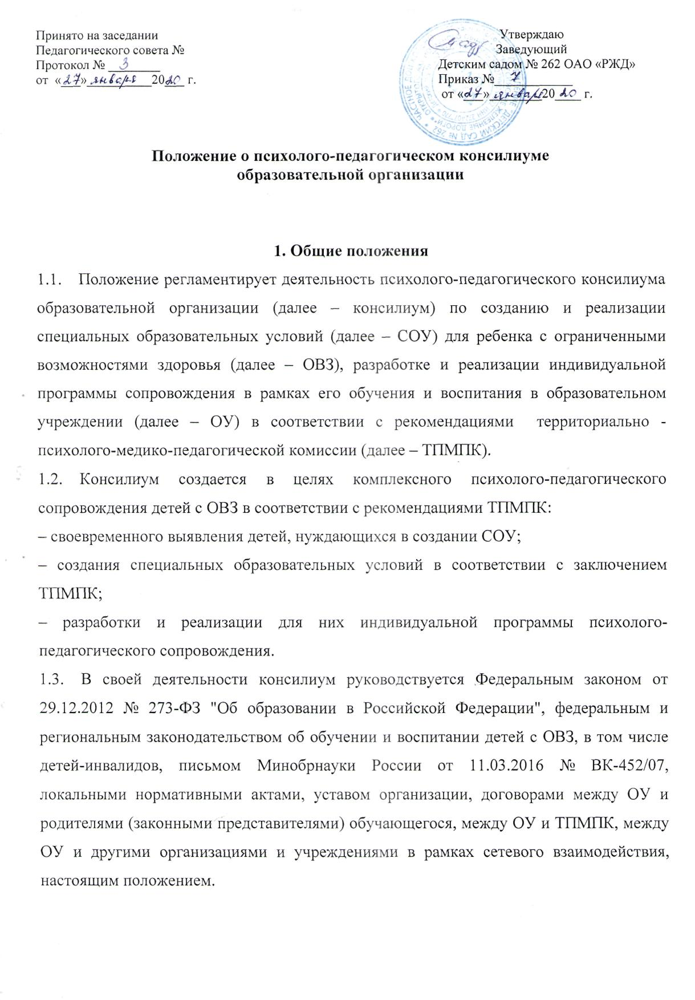 Принято на заседании
Педагогического совета №
Протокол № 3
от «27» января 2020 г.
Утверждаю
Заведующий
Детским садом № 262 ОАО «РЖД»
Приказ № 7
от «27» января 2020 г.
Положение о психолого-педагогическом консилиуме
образовательной организации
1. Общие положения
1.1. Положение регламентирует деятельность психолого-педагогического консилиума
образовательной организации (далее – консилиум) по созданию и реализации
специальных образовательных условий (далее – СОУ) для ребенка с ограниченными
возможностями здоровья (далее – ОВЗ), разработке и реализации индивидуальной
программы сопровождения в рамках его обучения и воспитания в образовательном
учреждении (далее – ОУ) в соответствии с рекомендациями территориально -
психолого-медико-педагогической комиссии (далее – ТПМПК).
1.2. Консилиум создается в целях комплексного психолого-педагогического
сопровождения детей с ОВЗ в соответствии с рекомендациями ТПМПК:
– своевременного выявления детей, нуждающихся в создании СОУ;
– создания специальных образовательных условий в соответствии с заключением
ТПМПК;
– разработки и реализации для них индивидуальной программы психолого-
педагогического сопровождения.
1.3. В своей деятельности консилиум руководствуется Федеральным законом от
29.12.2012 № 273-ФЗ "Об образовании в Российской Федерации", федеральным и
региональным законодательством об обучении и воспитании детей с ОВЗ, в том числе
детей-инвалидов, письмом Минобрнауки России от 11.03.2016 № ВК-452/07,
локальными нормативными актами, уставом организации, договорами между ОУ и
родителями (законными представителями) обучающегося, между ОУ и ТПМПК, между
ОУ и другими организациями и учреждениями в рамках сетевого взаимодействия,
настоящим положением.